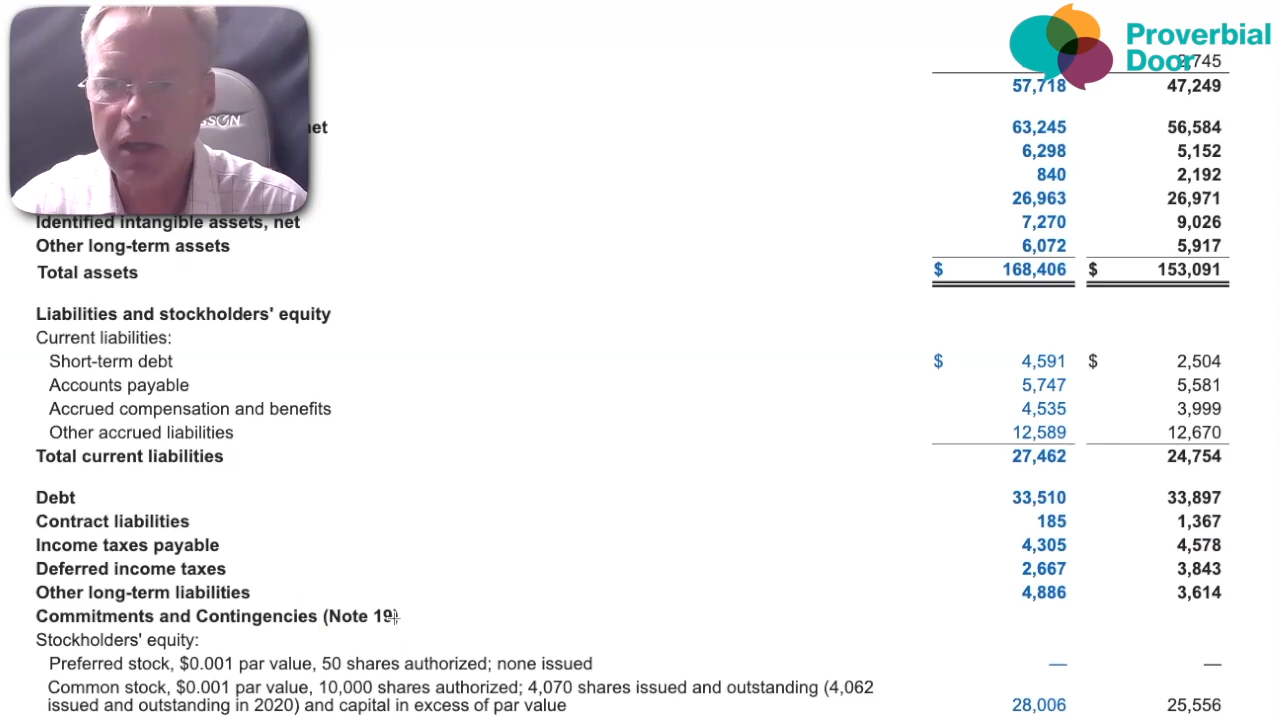 Proverbial
Door
2,745
57,718 47,249
net 63,245 56,584
6,298 5,152
840 2,192
26,963 26,971
Identified intangible assets, net 7,270 9,026
Other long-term assets 6,072 5,917
Total assets $ 168,406 $ 153,091
Liabilities and stockholders' equity
Current liabilities:
Short-term debt $ 4,591 $ 2,504
Accounts payable 5,747 5,581
Accrued compensation and benefits 4,535 3,999
Other accrued liabilities 12,589 12,670
Total current liabilities 27,462 24,754
Debt 33,510 33,897
Contract liabilities 185 1,367
Income taxes payable 4,305 4,578
Deferred income taxes 2,667 3,843
Other long-term liabilities 4,886 3,614
Commitments and Contingencies (Note 19)
Stockholders' equity:
Preferred stock, $0.001 par value, 50 shares authorized; none issued — —
Common stock, $0.001 par value, 10,000 shares authorized; 4,070 shares issued and outstanding (4,062
issued and outstanding in 2020) and capital in excess of par value 28,006 25,556